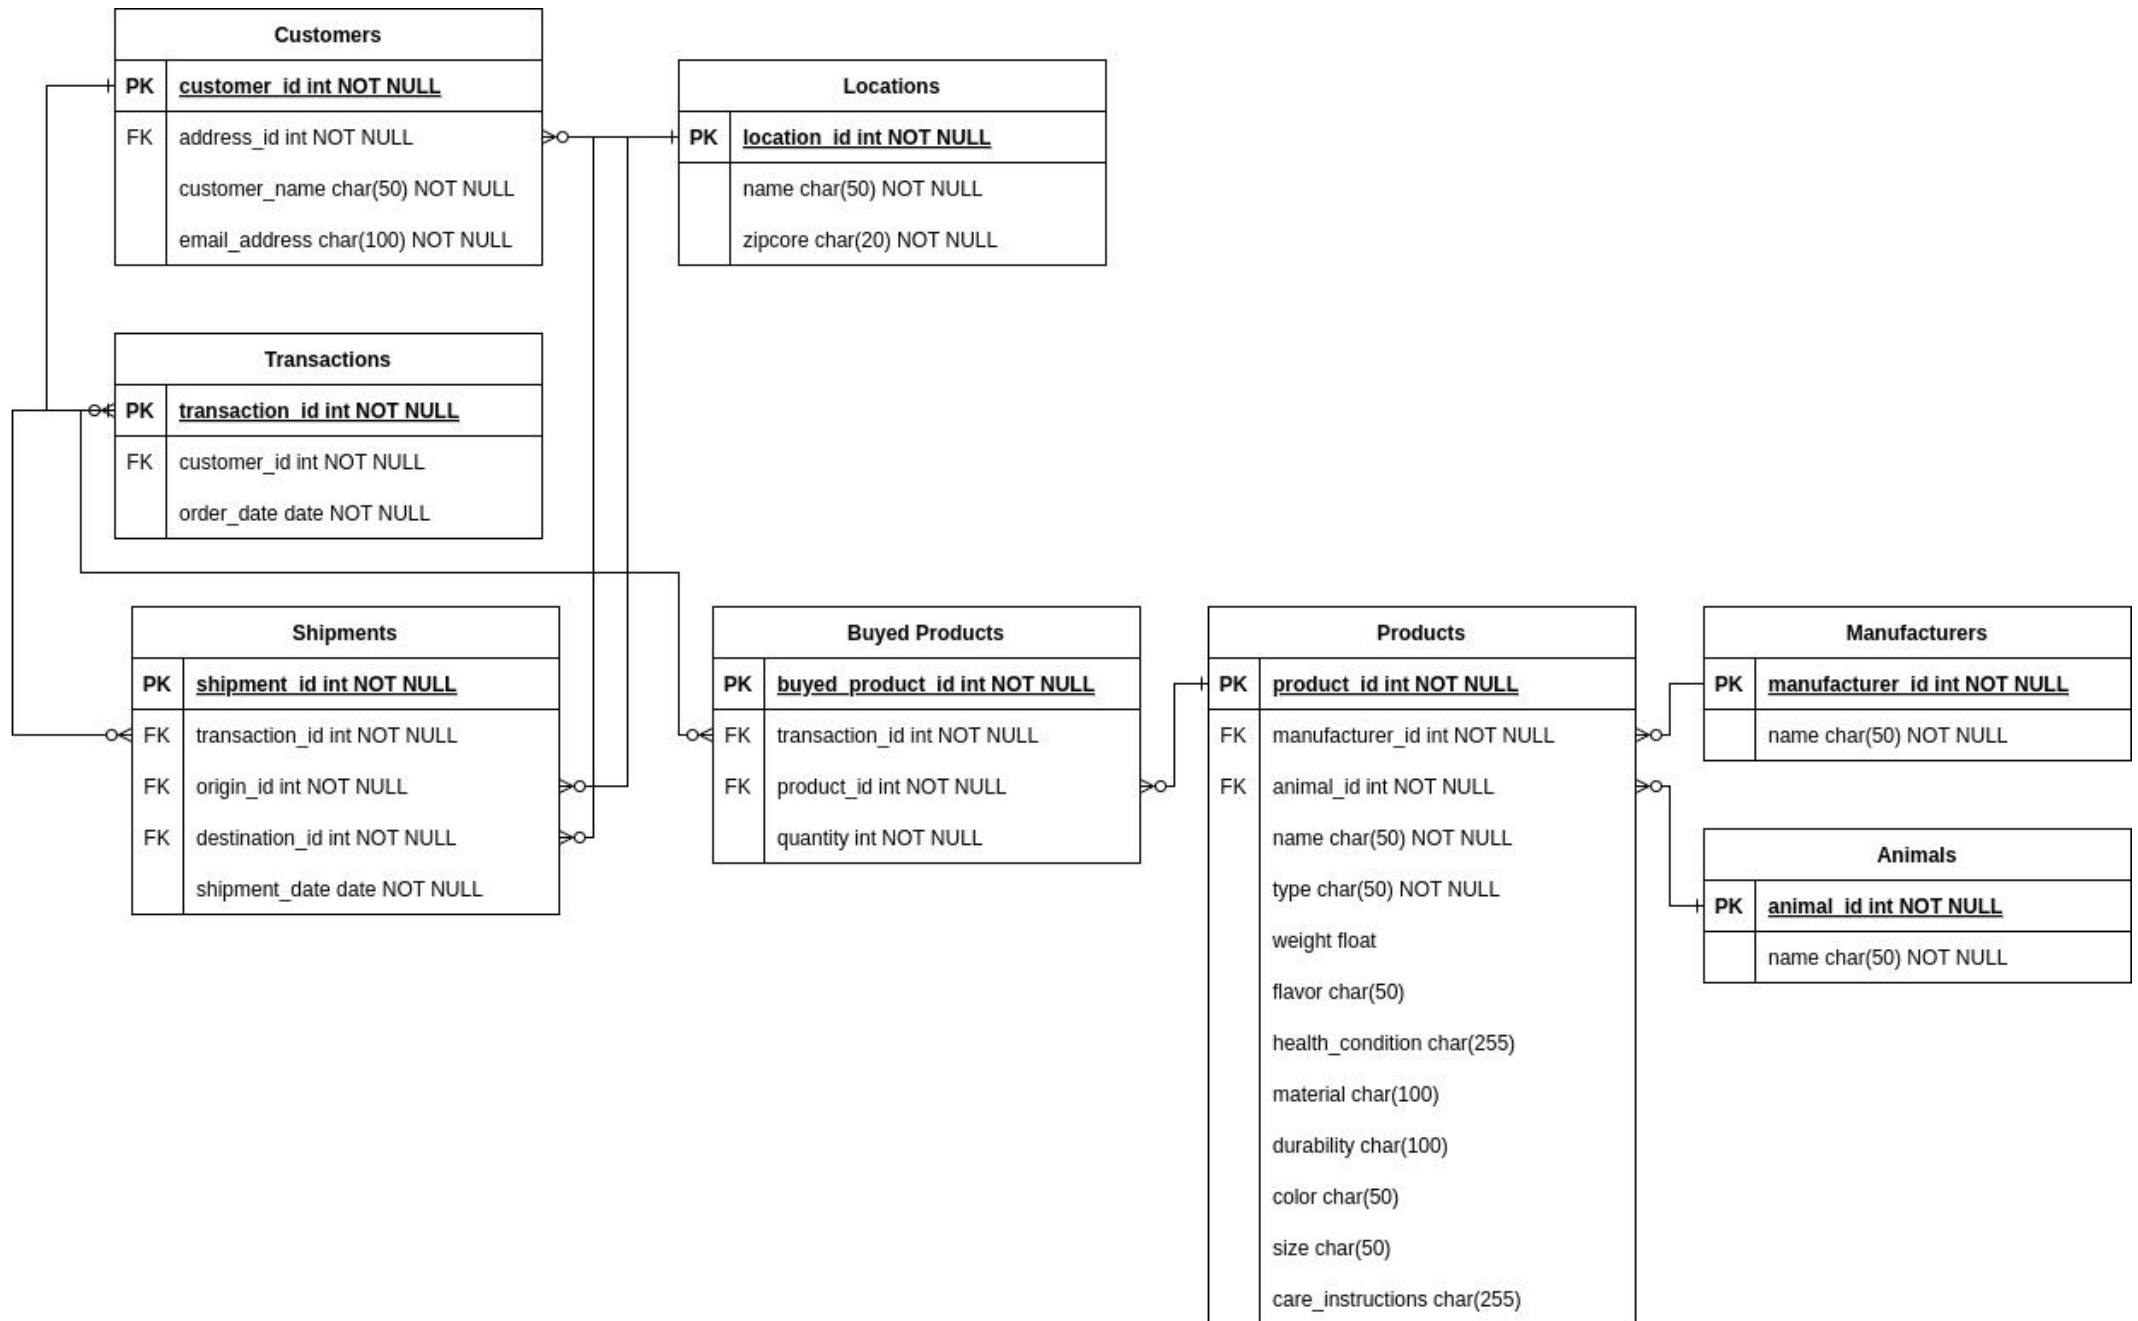 Customers
PK customer_id int NOT NULL
FK address_id int NOT NULL
customer_name char(50) NOT NULL
email_address char(100) NOT NULL
Locations
PK location_id int NOT NULL
name char(50) NOT NULL
zipcore char(20) NOT NULL
Transactions
PK transaction_id int NOT NULL
FK customer_id int NOT NULL
order_date date NOT NULL
Shipments
PK shipment_id int NOT NULL
FK transaction_id int NOT NULL
FK origin_id int NOT NULL
FK destination_id int NOT NULL
shipment_date date NOT NULL
Buyed Products
PK buyed_product_id int NOT NULL
FK transaction_id int NOT NULL
FK product_id int NOT NULL
quantity int NOT NULL
Products
PK product_id int NOT NULL
FK manufacturer_id int NOT NULL
FK animal_id int NOT NULL
name char(50) NOT NULL
type char(50) NOT NULL
weight float
flavor char(50)
health_condition char(255)
material char(100)
durability char(100)
color char(50)
size char(50)
care_instructions char(255)
Manufacturers
PK manufacturer_id int NOT NULL
name char(50) NOT NULL
Animals
PK animal_id int NOT NULL
name char(50) NOT NULL